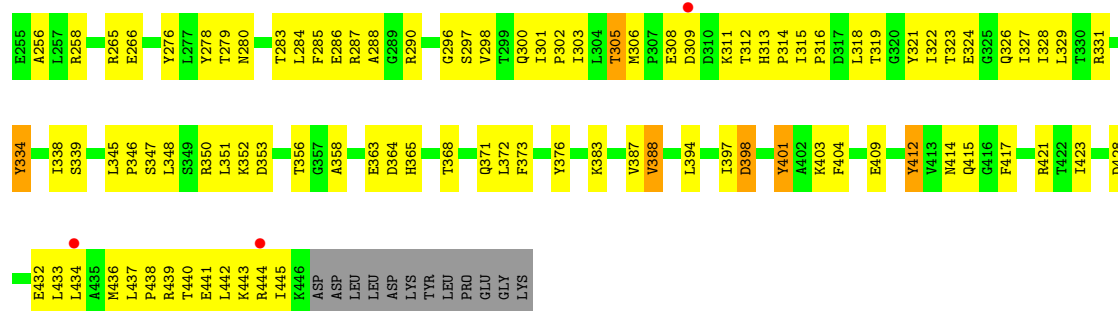 E255 A256 L257 R258 R265 E266 Y276 L277 Y278 T279 N280 T283 L284 F285 E286 R287 A288 G289 R290 G296 S297 V298 T299 Q300 I301 P302 I303 L304 T305 M306 P307 E308 D309 D310 K311 T312 H313 P314 I315 P316 D317 L318 T319 G320 Y321 I322 T323 E324 G325 Q326 I327 I328 L329 T330 R331
Y334 I338 S339 L345 P346 S347 L348 S349 R350 L351 K352 D353 T356 G357 A358 E363 D364 H365 T368 Q371 L372 F373 Y376 K383 V387 V388 L394 I397 D398 Y401 A402 K403 F404 E409 Y412 V413 N414 Q415 G416 F417 R421 T422 I423 D428
E432 L433 L434 A435 M436 L437 P438 R439 T440 E441 L442 K443 R444 I445 K446 ASP ASP LEU LEU ASP LYS TYR LEU PRO GLU GLY LYS